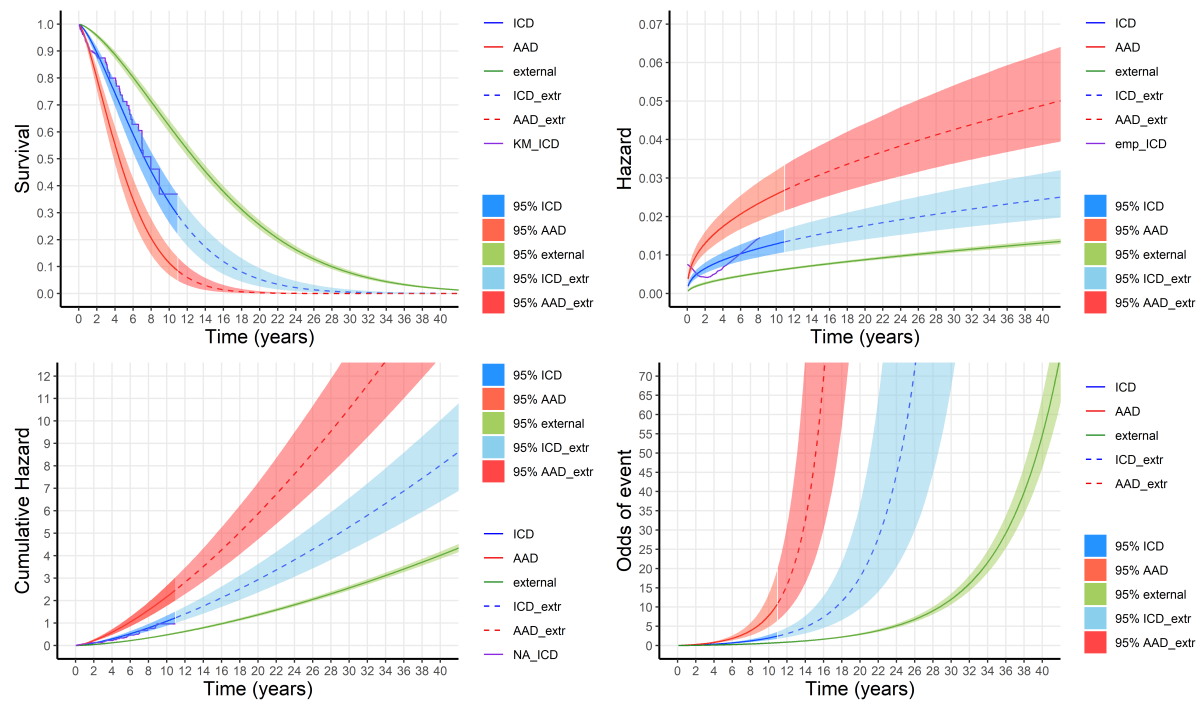 Survival
1.0
0.9
0.8
0.7
0.6
0.5
0.4
0.3
0.2
0.1
0.0
0 2 4 6 8 10 12 14 16 18 20 22 24 26 28 30 32 34 36 38 40
Time (years)
ICD
AAD
external
ICD_extr
AAD_extr
KM_ICD
95% ICD
95% AAD
95% external
95% ICD_extr
95% AAD_extr
Hazard
0.07
0.06
0.05
0.04
0.03
0.02
0.01
0.00
0 2 4 6 8 10 12 14 16 18 20 22 24 26 28 30 32 34 36 38 40
Time (years)
ICD
AAD
external
ICD_extr
AAD_extr
emp_ICD
95% ICD
95% AAD
95% external
95% ICD_extr
95% AAD_extr
Cumulative Hazard
12
11
10
9
8
7
6
5
4
3
2
1
0
0 2 4 6 8 10 12 14 16 18 20 22 24 26 28 30 32 34 36 38 40
Time (years)
95% ICD
95% AAD
95% external
95% ICD_extr
95% AAD_extr
ICD
AAD
external
ICD_extr
AAD_extr
NA_ICD
Odds of event
70
65
60
55
50
45
40
35
30
25
20
15
10
5
0
0 2 4 6 8 10 12 14 16 18 20 22 24 26 28 30 32 34 36 38 40
Time (years)
ICD
AAD
external
ICD_extr
AAD_extr
95% ICD
95% AAD
95% external
95% ICD_extr
95% AAD_extr